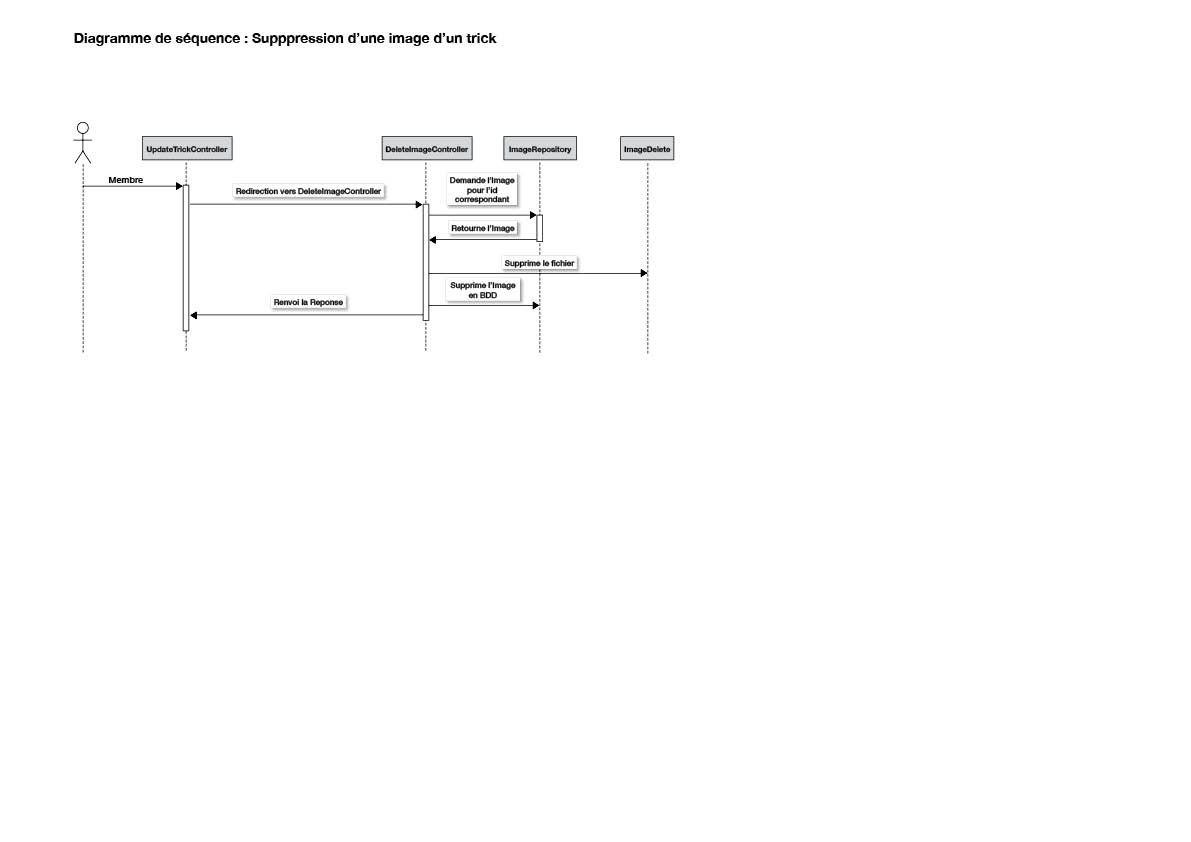 Diagramme de séquence : Supppression d’une image d’un trick
UpdateTrickController
DeleteImageController
ImageRepository
ImageDelete
Membre
Redirection vers DeleteImageController
Demande l’Image
pour l’id
correspondant
Retourne l’Image
Supprime le fichier
Supprime l’Image
en BDD
Renvoi la Reponse